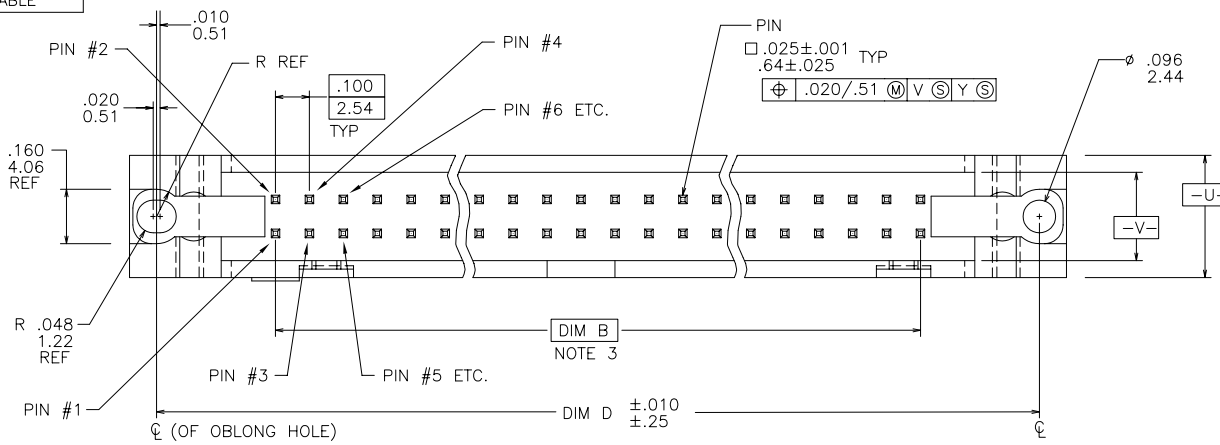 ABLE
.010
0.51
PIN #2
R REF
.100
2.54
TYP
PIN #4
PIN
□ .025±.001 TYP
.64±.025
⌖ .020/.51 Ⓜ V Ⓢ Y Ⓢ
ø .096
2.44
.020
0.51
PIN #6 ETC.
.160
4.06
REF
-U-
-V-
R .048
1.22
REF
DIM B
NOTE 3
PIN #3
PIN #5 ETC.
PIN #1
DIM D ±.010
±.25
℄ (OF OBLONG HOLE)
℄